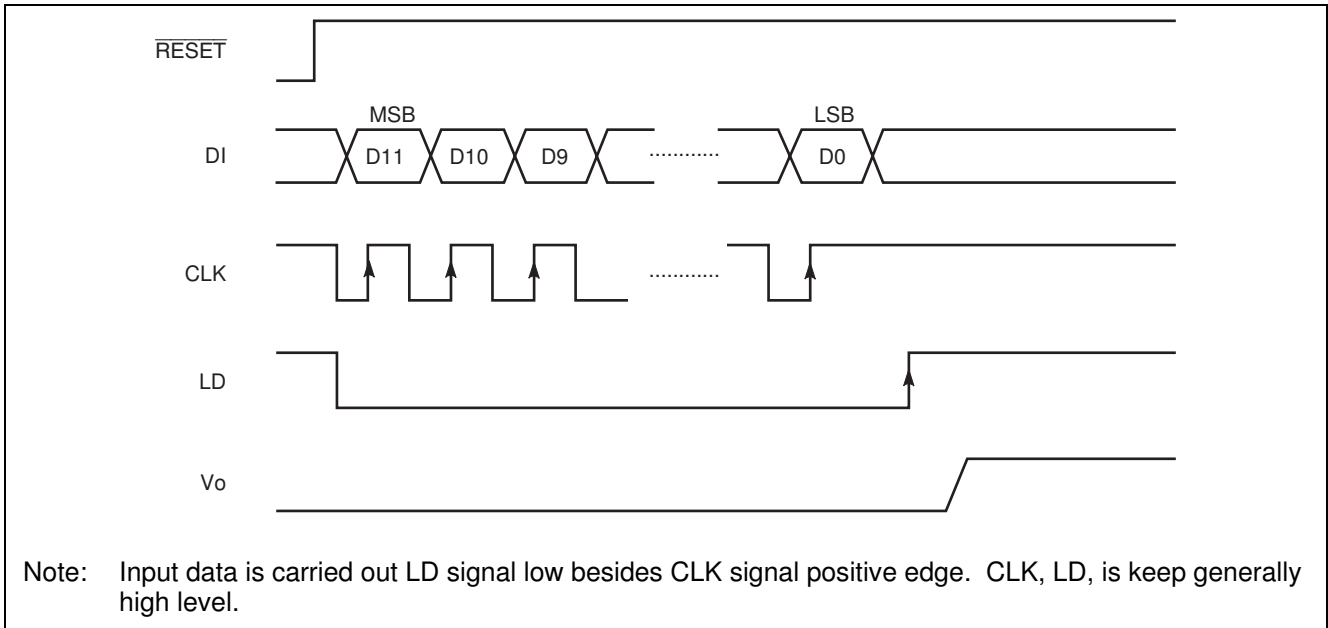 RESET
MSB
LSB
DI
D11
D10
D9
............
D0
CLK
............
LD
Vo
Note: Input data is carried out LD signal low besides CLK signal positive edge. CLK, LD, is keep generally
high level.